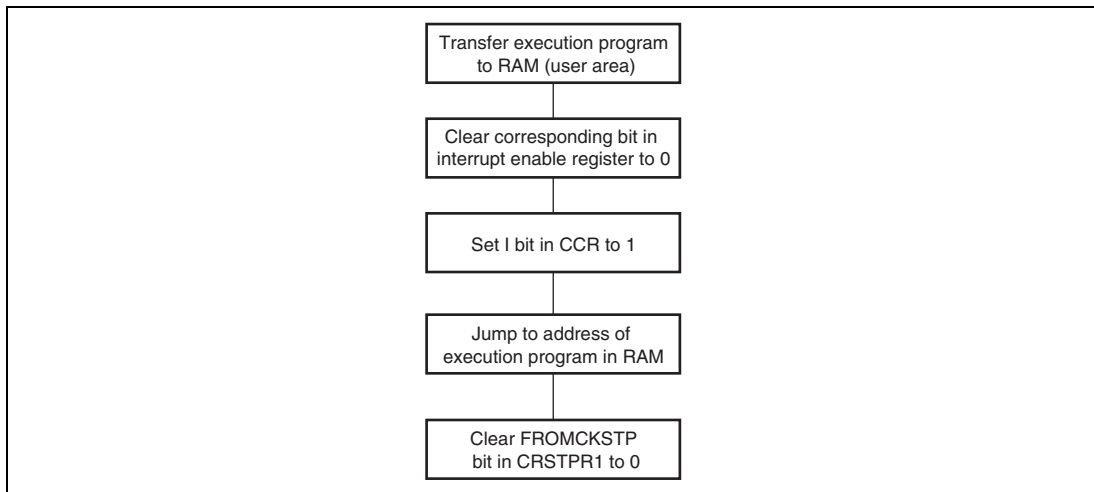 Transfer execution program
to RAM (user area)
Clear corresponding bit in
interrupt enable register to 0
Set I bit in CCR to 1
Jump to address of
execution program in RAM
Clear FROMCKSTP
bit in CRSTPR1 to 0